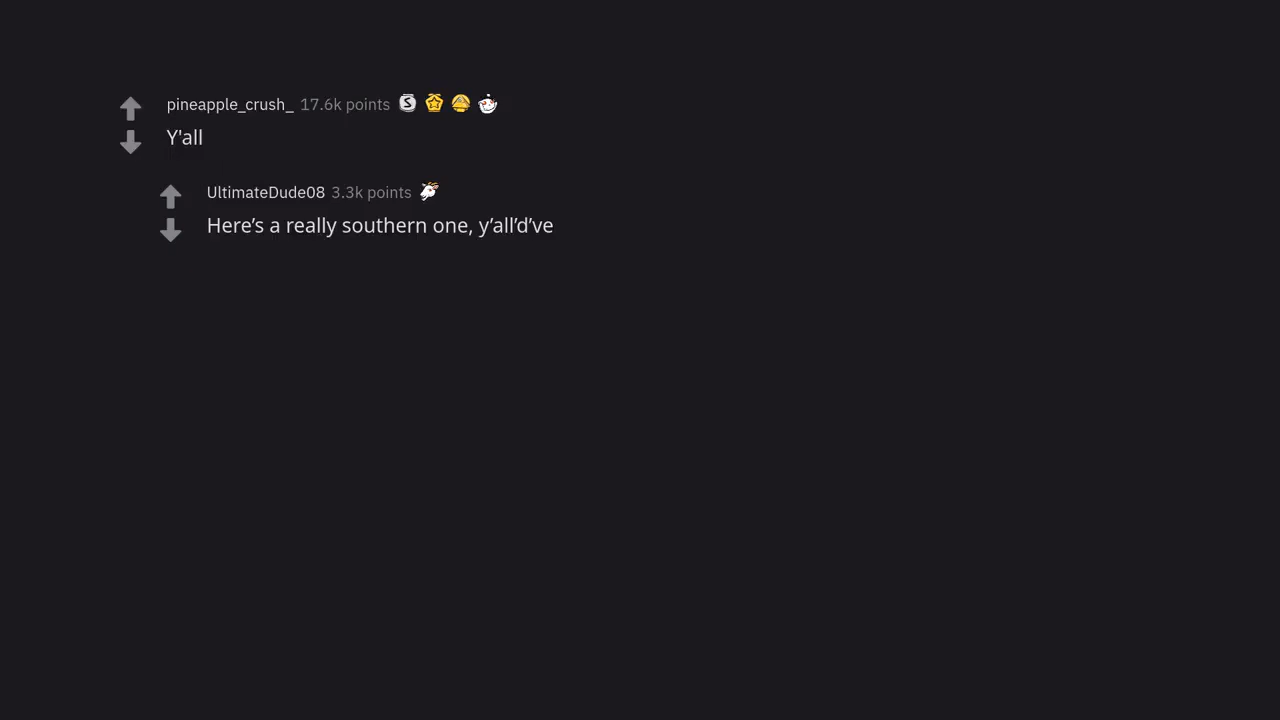 pineapple_crush_ 17.6k points
Y'all
UltimateDude08 3.3k points
Here’s a really southern one, y’all’d’ve